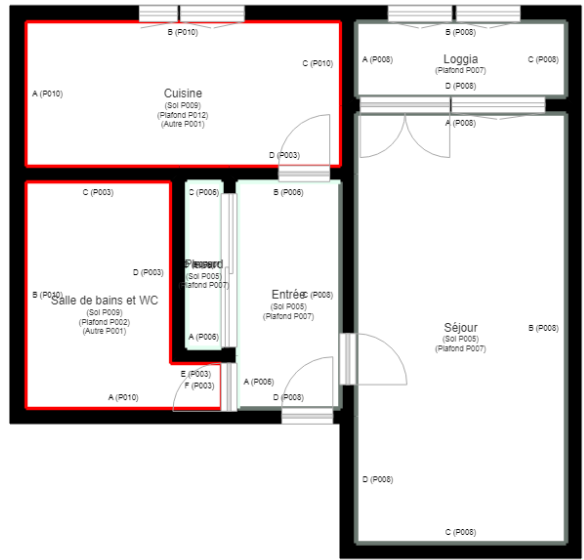 B (P010)
B (P008)
C (P010)
A (P008)
Loggia
(Plafond P007)
C (P008)
D (P008)
A (P010)
Cuisine
(Sol P009)
(Plafond P012)
(Autre P001)
D (P003)
A (P008)
C (P003)
C (P006)
B (P006)
D (P003)
(Sol P005)
(Plafond P007)
B (P010)
Salle de bains et WC
(Sol P009)
(Plafond P002)
(Autre P001)
Entrée
C (P008)
(Sol P005)
(Plafond P007)
Séjour
(Sol P005)
(Plafond P007)
B (P008)
A (P006)
E (P003)
F (P003)
A (P006)
A (P010)
D (P008)
D (P008)
C (P008)